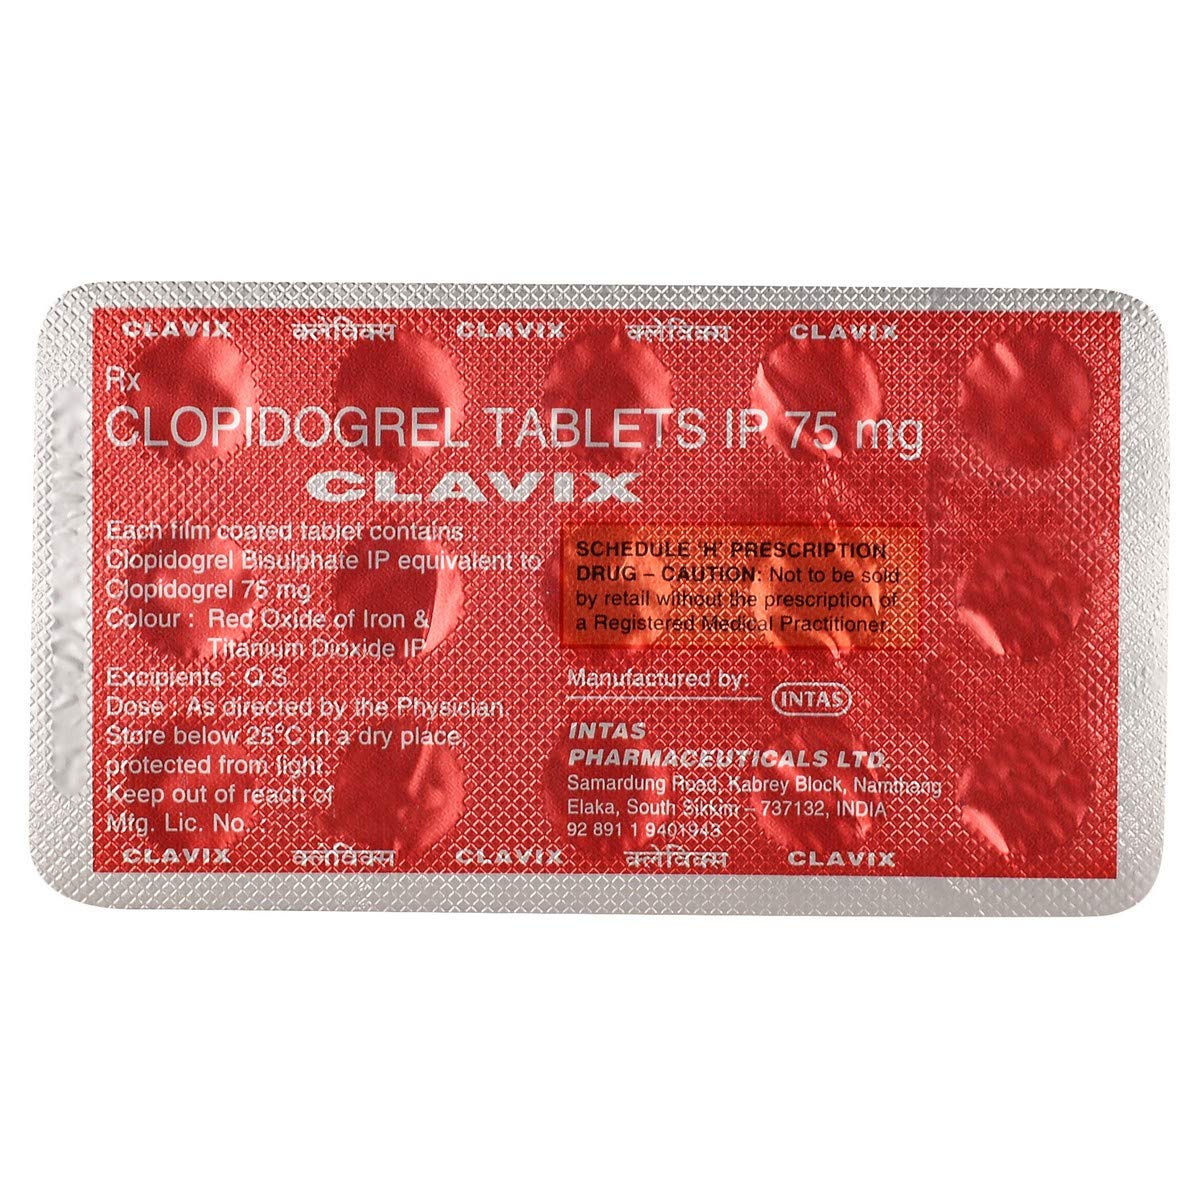 CLAVIX क्लेविक्स CLAVIX क्लेविक्स CLAVIX
Rx
CLOPIDOGREL TABLETS IP 75 mg
CLAVIX
Each film coated tablet contains :
Clopidogrel Bisulphate IP equivalent to
Clopidogrel 75 mg
Colour : Red Oxide of Iron &
Titanium Dioxide IP
Excipients : Q.S.
Dose : As directed by the Physician.
Store below 25°C in a dry place,
protected from light.
Keep out of reach of
Mfg. Lic. No. :
SCHEDULE 'H' PRESCRIPTION
DRUG – CAUTION: Not to be sold
by retail without the prescription of
a Registered Medical Practitioner.
Manufactured by:
INTAS
INTAS
PHARMACEUTICALS LTD.
Samardung Road, Kabrey Block, Namthang
Elaka, South Sikkim – 737132, INDIA
92 891 1 9401943
CLAVIX क्लेविक्स CLAVIX क्लेविक्स CLAVIX